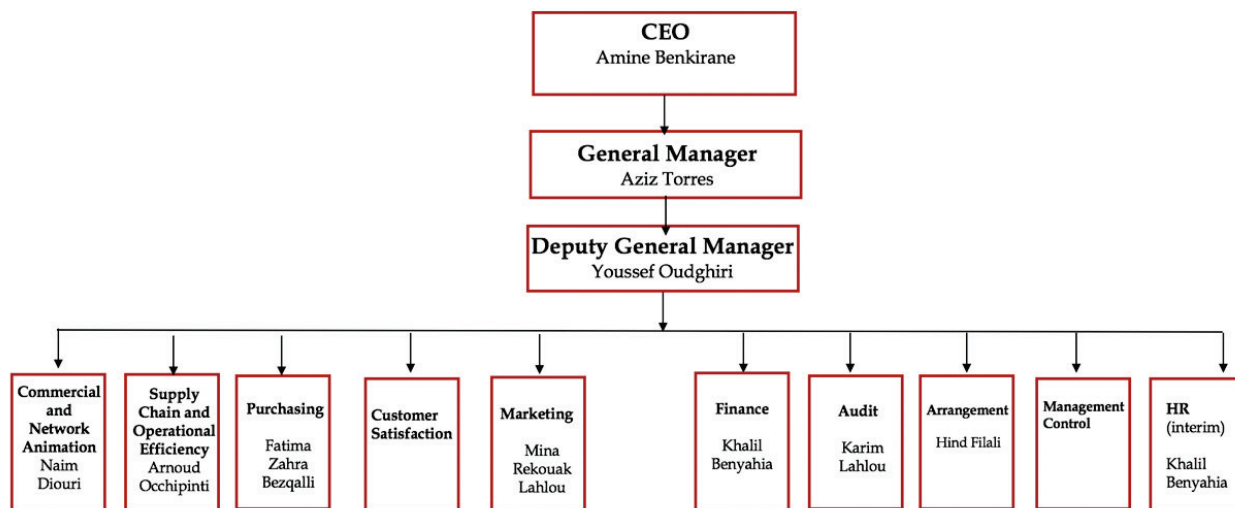 CEO
Amine Benkirane
General Manager
Aziz Torres
Deputy General Manager
Youssef Oudghiri
Commercial
and
Network
Animation
Naim
Diouri
Supply
Chain and
Operational
Efficiency
Arnoud
Occhipinti
Purchasing
Fatima
Zahra
Bezqalli
Customer
Satisfaction
Marketing
Mina
Rekouak
Lahlou
Finance
Khalil
Benyahia
Audit
Karim
Lahlou
Arrangement
Hind Filali
Management
Control
HR
(interim)
Khalil
Benyahia